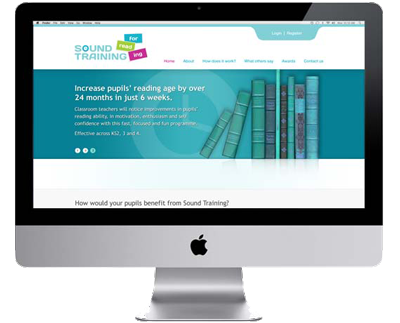 Login | Register
SOUND
TRAINING
for
read
ing
Home About How does it work? What others pay Awards Contact us
Increase pupils' reading age by over
24 months in just 6 weeks.
Classroom teachers will notice improvements in pupils'
reading ability, in motivation, enthusiasm and self
confidence with this fast, focused and fun programme.
Effective across KS2, 3 and 4.
How would your pupils benefit from Sound Training?